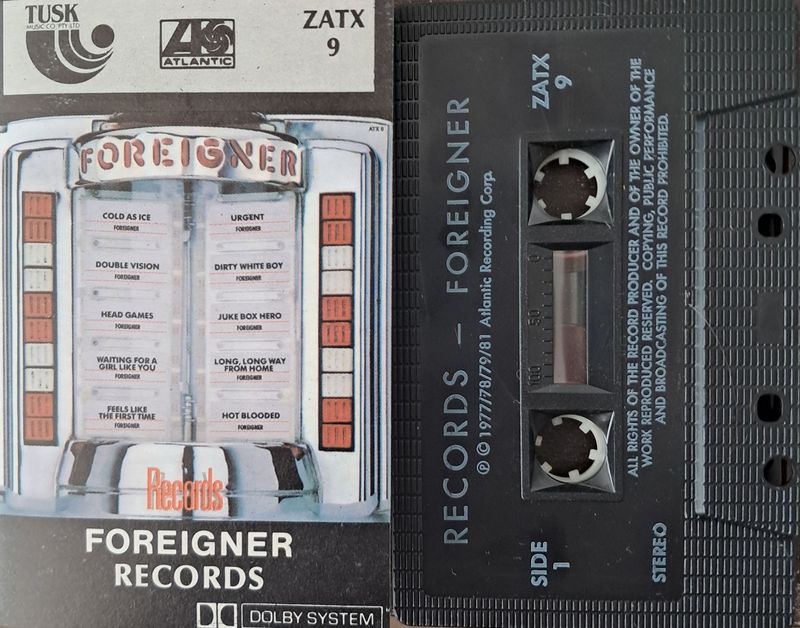 TUSK
MUSIC CO. PTY. LTD
ATLANTIC
ZATX
9
ATX 9
FOREIGNER
COLD AS ICE
FOREIGNER
DOUBLE VISION
FOREIGNER
HEAD GAMES
FOREIGNER
WAITING FOR A
GIRL LIKE YOU
FOREIGNER
FEELS LIKE
THE FIRST TIME
FOREIGNER
URGENT
FOREIGNER
DIRTY WHITE BOY
FOREIGNER
JUKE BOX HERO
FOREIGNER
LONG, LONG WAY
FROM HOME
FOREIGNER
HOT BLOODED
FOREIGNER
Records
FOREIGNER
RECORDS
DOLBY SYSTEM
RECORDS – FOREIGNER
℗ © 1977/78/79/81 Atlantic Recording Corp.
SIDE
1
ZATX
9
0
50
100
ALL RIGHTS OF THE RECORD PRODUCER AND OF THE OWNER OF THE
WORK REPRODUCED RESERVED. COPYING, PUBLIC PERFORMANCE
AND BROADCASTING OF THIS RECORD PROHIBITED.
STEREO